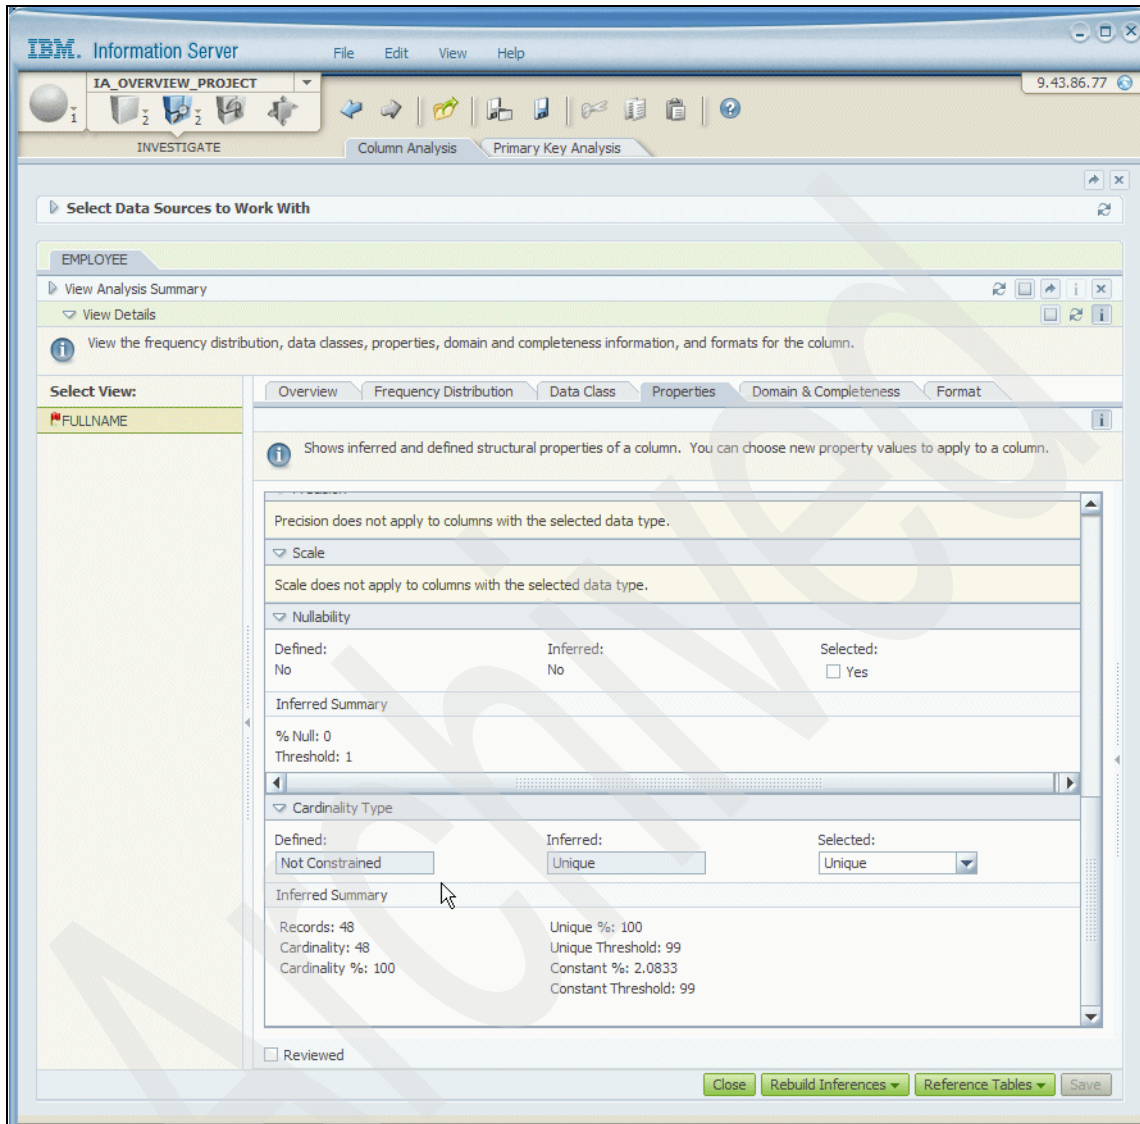 IBM. Information Server File Edit View Help
IA_OVERVIEW_PROJECT
9.43.86.77
1 2 2
INVESTIGATE Column Analysis Primary Key Analysis
Select Data Sources to Work With
EMPLOYEE
View Analysis Summary
View Details
View the frequency distribution, data classes, properties, domain and completeness information, and formats for the column.
Select View:
Overview Frequency Distribution Data Class Properties Domain & Completeness Format
FULLNAME
Shows inferred and defined structural properties of a column. You can choose new property values to apply to a column.
Precision does not apply to columns with the selected data type.
Scale
Scale does not apply to columns with the selected data type.
Nullability
Defined: Inferred: Selected:
No No Yes
Inferred Summary
% Null: 0
Threshold: 1
Cardinality Type
Defined: Inferred: Selected:
Not Constrained Unique Unique
Inferred Summary
Records: 48 Unique %: 100
Cardinality: 48 Unique Threshold: 99
Cardinality %: 100 Constant %: 2.0833
Constant Threshold: 99
Reviewed
Close Rebuild Inferences Reference Tables Save
Archived